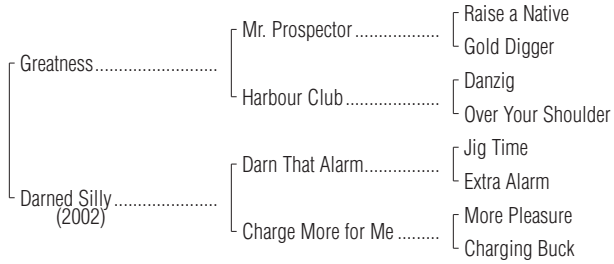 Raise a Native
Mr. Prospector
Gold Digger
Greatness
Danzig
Harbour Club
Over Your Shoulder
Jig Time
Darn That Alarm
Extra Alarm
Darned Silly
(2002)
More Pleasure
Charge More for Me
Charging Buck